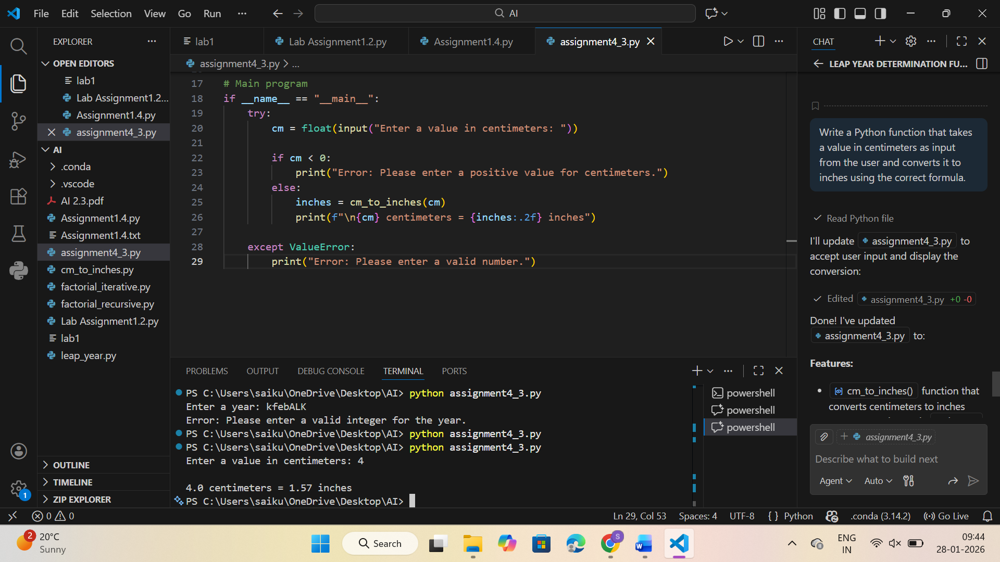 File Edit Selection View Go Run ···
AI
EXPLORER ···
OPEN EDITORS
lab1
Lab Assignment1.2...
Assignment1.4.py
assignment4_3.py
AI
.conda
.vscode
AI 2.3.pdf
Assignment1.4.py
Assignment1.4.txt
assignment4_3.py
cm_to_inches.py
factorial_iterative.py
factorial_recursive.py
Lab Assignment1.2.py
lab1
leap_year.py
OUTLINE
TIMELINE
ZIP EXPLORER
1
lab1 Lab Assignment1.2.py Assignment1.4.py assignment4_3.py
assignment4_3.py > ...
17 # Main program
18 if __name__ == "__main__":
19 try:
20 cm = float(input("Enter a value in centimeters: "))
21
22 if cm < 0:
23 print("Error: Please enter a positive value for centimeters.")
24 else:
25 inches = cm_to_inches(cm)
26 print(f"\n{cm} centimeters = {inches:.2f} inches")
27
28 except ValueError:
29 print("Error: Please enter a valid number.")
PROBLEMS OUTPUT DEBUG CONSOLE TERMINAL PORTS
PS C:\Users\saiku\OneDrive\Desktop\AI> python assignment4_3.py
Enter a year: kfebALK
Error: Please enter a valid integer for the year.
PS C:\Users\saiku\OneDrive\Desktop\AI> python assignment4_3.py
PS C:\Users\saiku\OneDrive\Desktop\AI> python assignment4_3.py
Enter a value in centimeters: 4
4.0 centimeters = 1.57 inches
PS C:\Users\saiku\OneDrive\Desktop\AI>
powershell
powershell
powershell
CHAT
LEAP YEAR DETERMINATION FU...
Write a Python function that takes
a value in centimeters as input
from the user and converts it to
inches using the correct formula.
Read Python file
I'll update assignment4_3.py to
accept user input and display the
conversion:
Edited assignment4_3.py +0 -0
Done! I've updated
assignment4_3.py to:
Features:
• cm_to_inches() function that
converts centimeters to inches
+ assignment4_3.py
Describe what to build next
Agent Auto
0 0 Ln 29, Col 53 Spaces: 4 UTF-8 { } Python .conda (3.14.2) Go Live
2
20°C
Sunny
Search
S
ENG
IN
09:44
28-01-2026